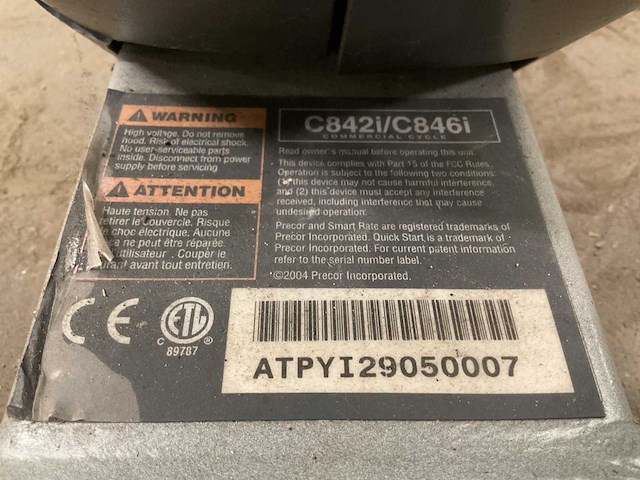 WARNING
High voltage. Do not remove
hood. Risk of electrical shock.
No user-serviceable parts
inside. Disconnect from power
supply before servicing
ATTENTION
Haute tension. Ne pas
retirer le couvercle. Risque
de choc électrique. Aucune
ce ne peut être réparée
utilisateur. Couper le
urant avant tout entretien.
C842i/C846i
COMMERCIAL CYCLE
Read owner's manual before operating this unit.
This device complies with Part 15 of the FCC Rules.
Operation is subject to the following two conditions:
(1) this device may not cause harmful interference,
and (2) this device must accept any interference
received, including interference that may cause
undesired operation.
Precor and Smart Rate are registered trademarks of
Precor Incorporated. Quick Start is a trademark of
Precor Incorporated. For current patent information
refer to the serial number label.
©2004 Precor Incorporated.
CE
ETL
C ®
89787
ATPYI29050007